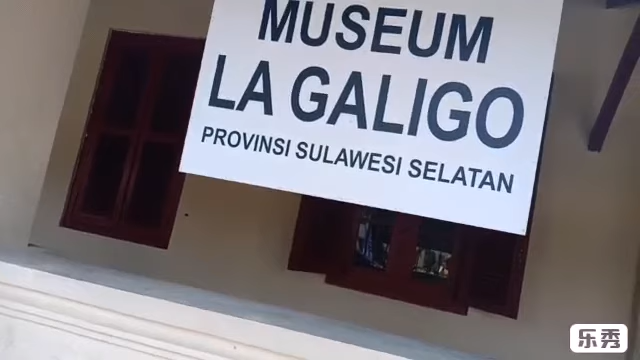 MUSEUM
LA GALIGO
PROVINSI SULAWESI SELATAN
乐秀